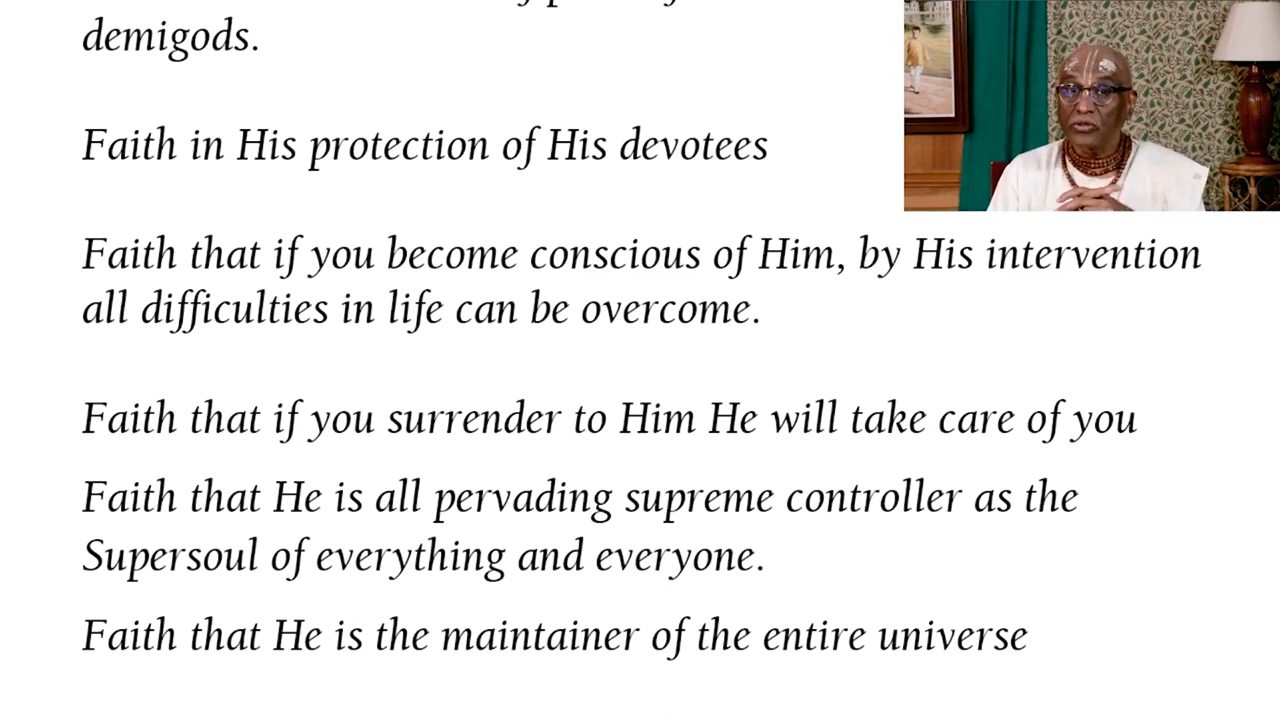 demigods.
Faith in His protection of His devotees
Faith that if you become conscious of Him, by His intervention
all difficulties in life can be overcome.
Faith that if you surrender to Him He will take care of you
Faith that He is all pervading supreme controller as the
Supersoul of everything and everyone.
Faith that He is the maintainer of the entire universe